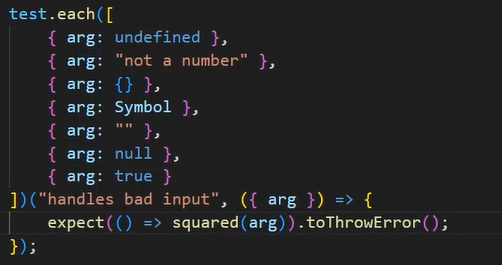 test.each([
    { arg: undefined },
    { arg: "not a number" },
    { arg: {} },
    { arg: Symbol },
    { arg: "" },
    { arg: null },
    { arg: true }
])("handles bad input", ({ arg }) => {
    expect(() => squared(arg)).toThrowError();
});